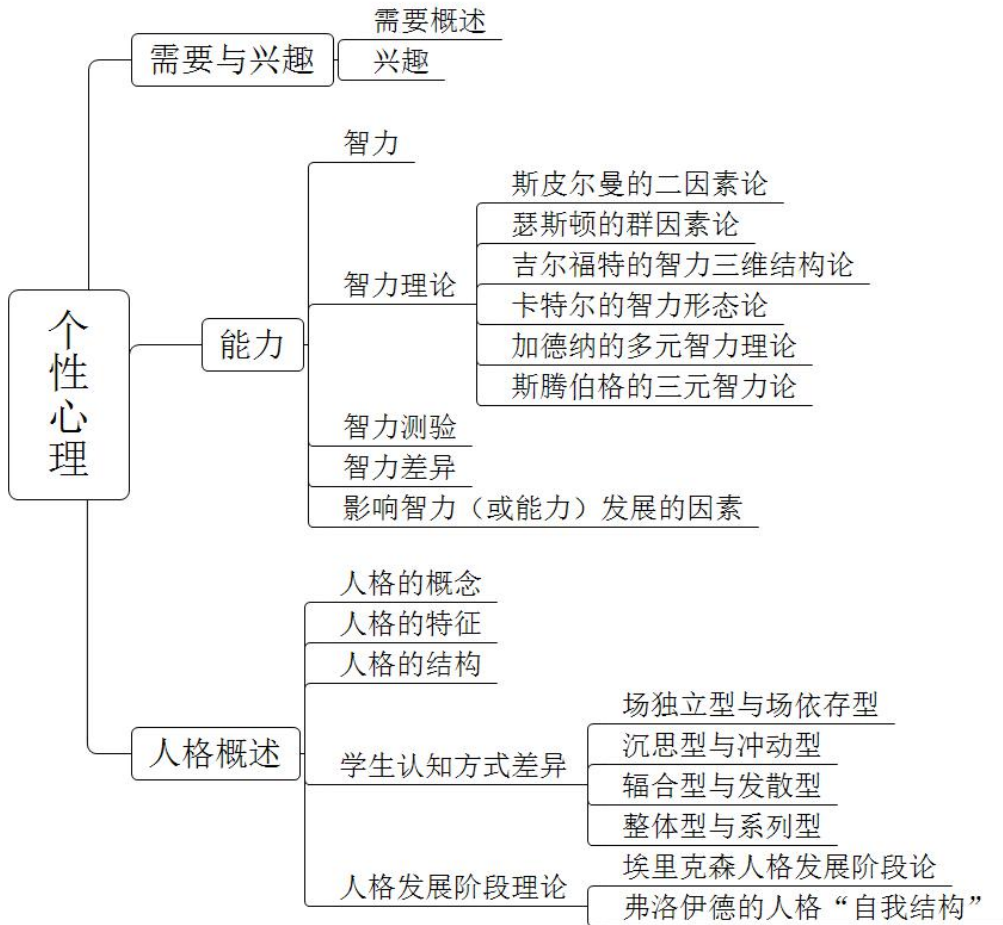 个性心理
需要与兴趣
需要概述
兴趣
能力
智力
智力理论
斯皮尔曼的二因素论
瑟斯顿的群因素论
吉尔福特的智力三维结构论
卡特尔的智力形态论
加德纳的多元智力理论
斯腾伯格的三元智力论
智力测验
智力差异
影响智力（或能力）发展的因素
人格概述
人格的概念
人格的特征
人格的结构
学生认知方式差异
场独立型与场依存型
沉思型与冲动型
辐合型与发散型
整体型与系列型
人格发展阶段理论
埃里克森人格发展阶段论
弗洛伊德的人格“自我结构”